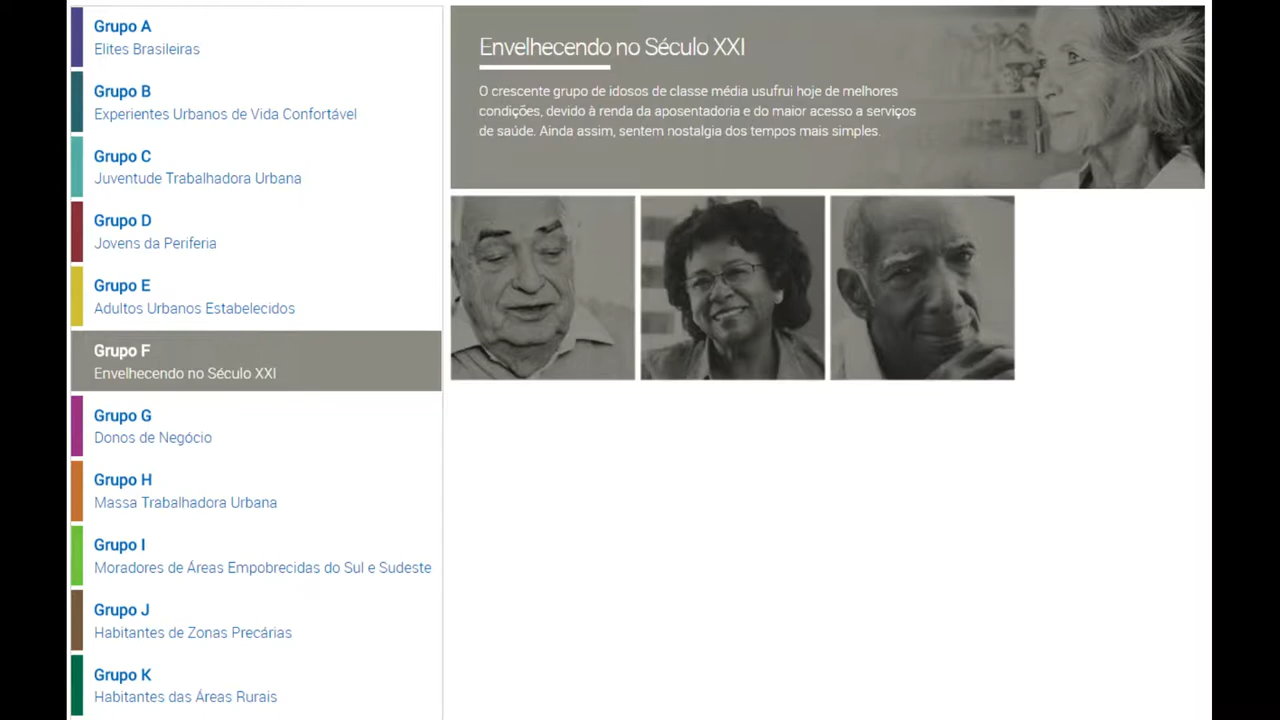 Grupo A
Elites Brasileiras
Grupo B
Experientes Urbanos de Vida Confortável
Grupo C
Juventude Trabalhadora Urbana
Grupo D
Jovens da Periferia
Grupo E
Adultos Urbanos Estabelecidos
Grupo F
Envelhecendo no Século XXI
Grupo G
Donos de Negócio
Grupo H
Massa Trabalhadora Urbana
Grupo I
Moradores de Áreas Empobrecidas do Sul e Sudeste
Grupo J
Habitantes de Zonas Precárias
Grupo K
Habitantes das Áreas Rurais
Envelhecendo no Século XXI
O crescente grupo de idosos de classe média usufrui hoje de melhores
condições, devido à renda da aposentadoria e do maior acesso a serviços
de saúde. Ainda assim, sentem nostalgia dos tempos mais simples.